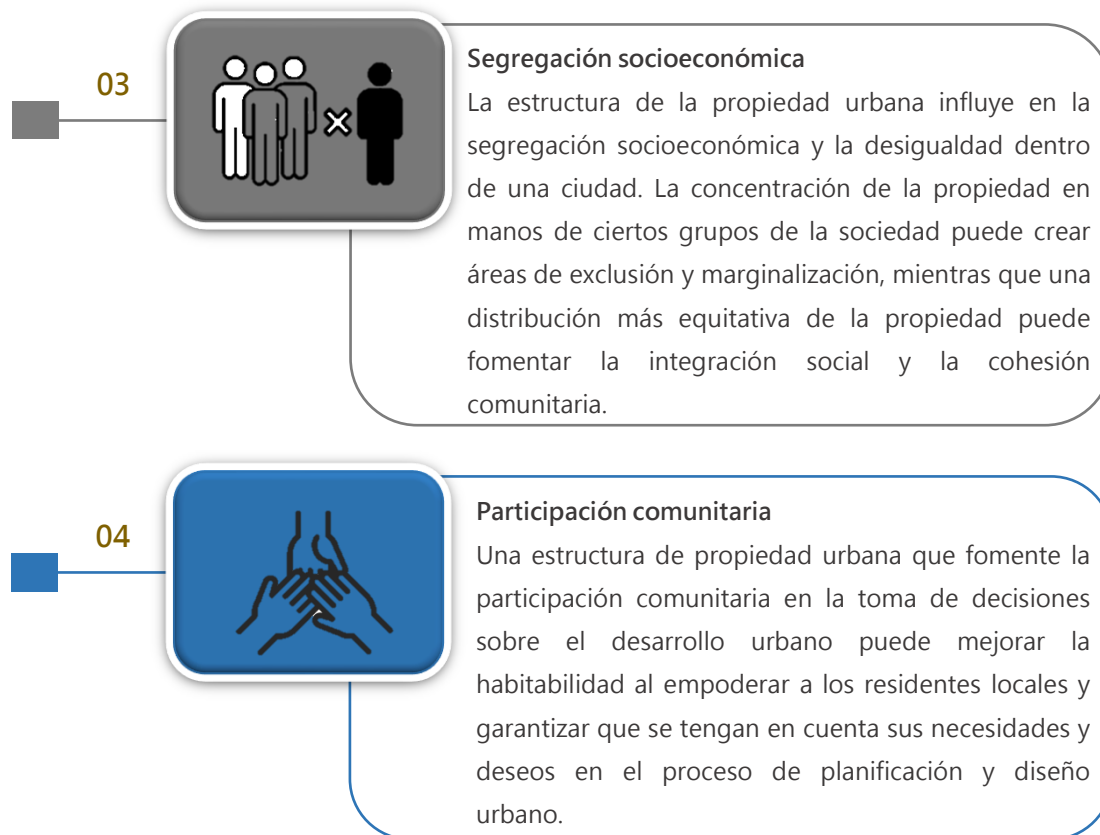 03
Segregación socioeconómica
La estructura de la propiedad urbana influye en la
segregación socioeconómica y la desigualdad dentro
de una ciudad. La concentración de la propiedad en
manos de ciertos grupos de la sociedad puede crear
áreas de exclusión y marginalización, mientras que una
distribución más equitativa de la propiedad puede
fomentar la integración social y la cohesión
comunitaria.
04
Participación comunitaria
Una estructura de propiedad urbana que fomente la
participación comunitaria en la toma de decisiones
sobre el desarrollo urbano puede mejorar la
habitabilidad al empoderar a los residentes locales y
garantizar que se tengan en cuenta sus necesidades y
deseos en el proceso de planificación y diseño
urbano.